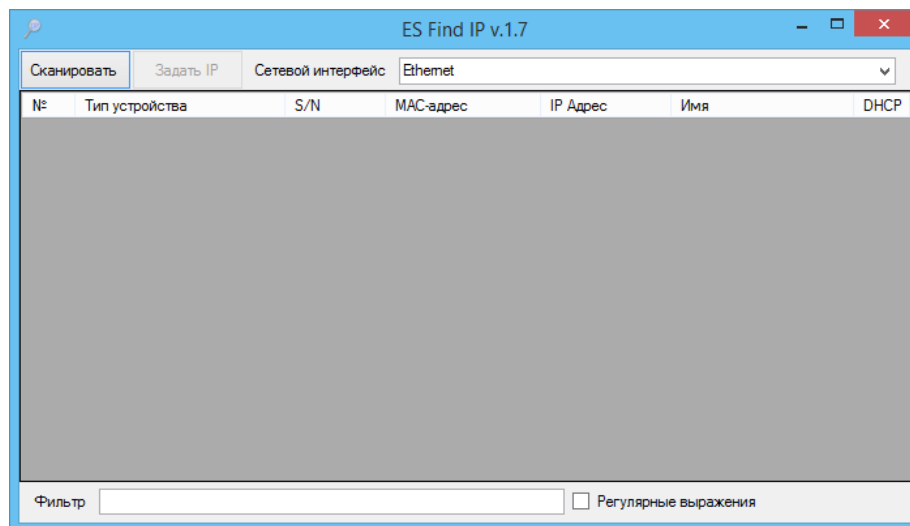 ES Find IP v.1.7
Сканировать Задать IP Сетевой интерфейс Ethernet
№ Тип устройства S/N MAC-адрес IP Адрес Имя DHCP
Фильтр Регулярные выражения